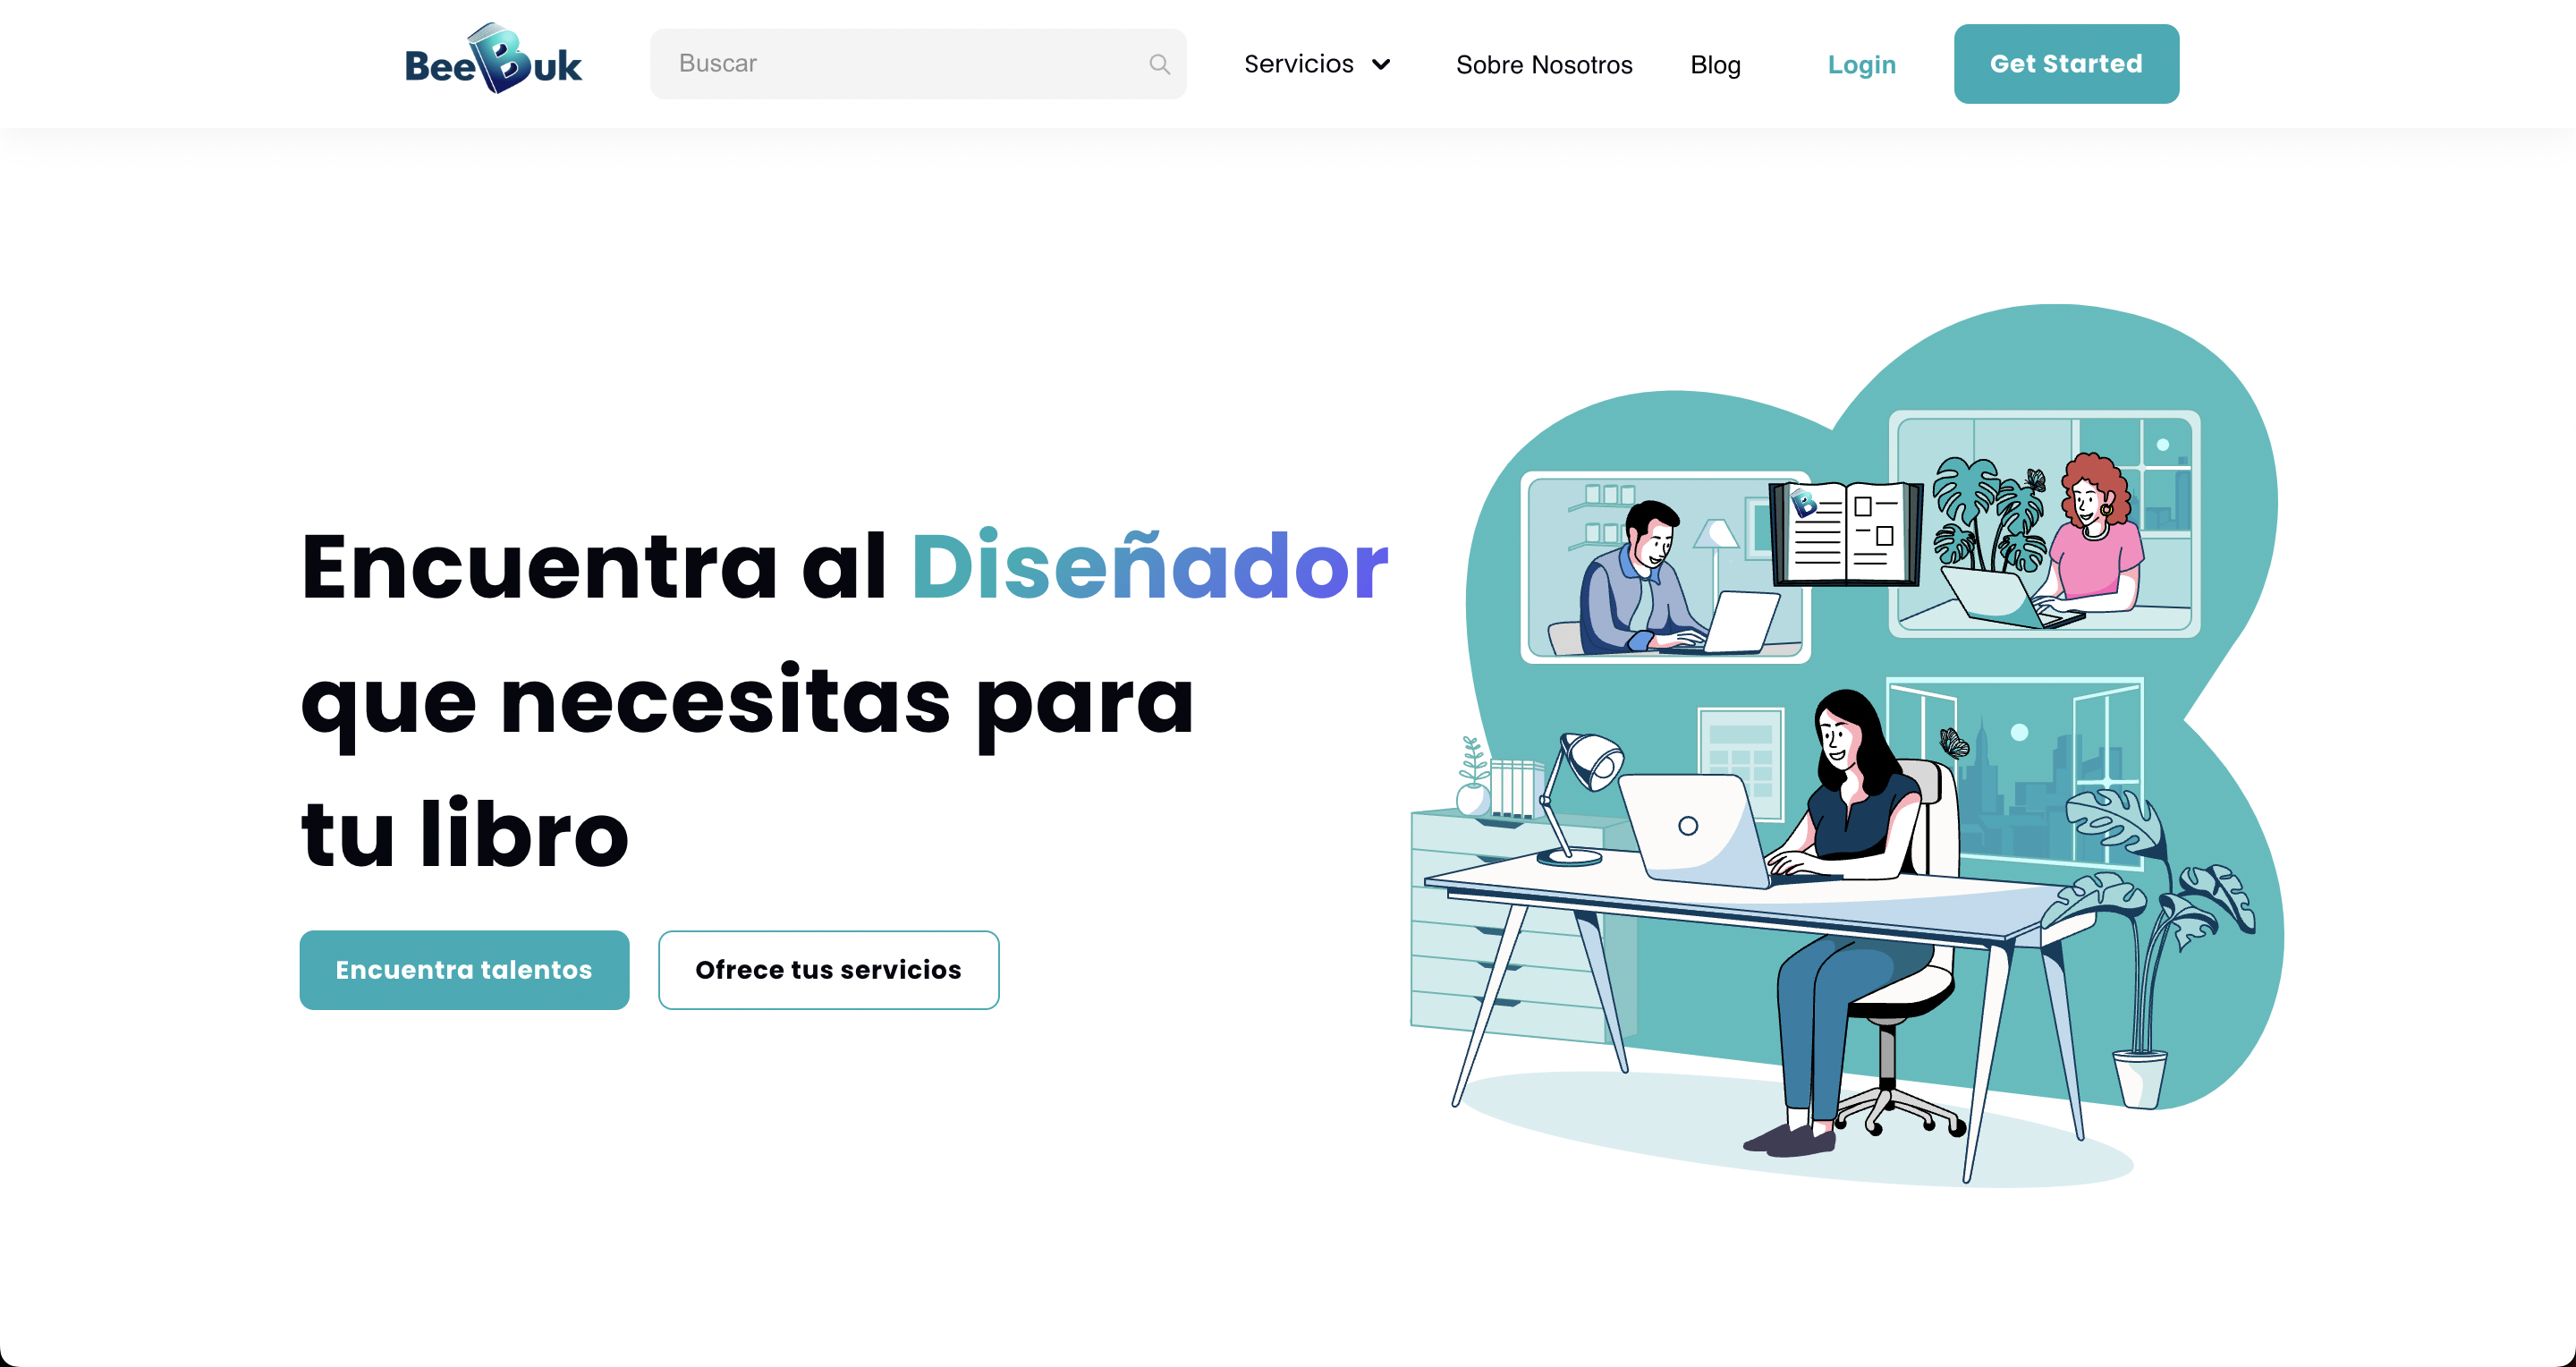 BeeBuk
Buscar
Servicios
Sobre Nosotros
Blog
Login
Get Started
Encuentra al Diseñador
que necesitas para
tu libro
Encuentra talentos
Ofrece tus servicios
B